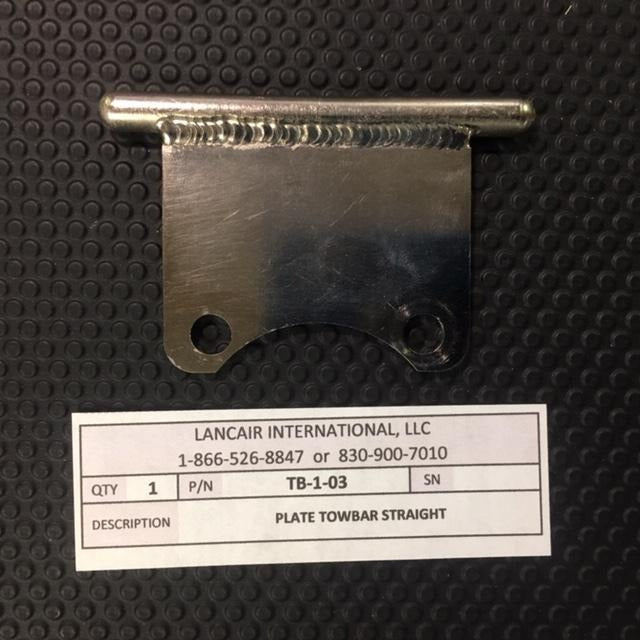 LANCAIR INTERNATIONAL, LLC
1-866-526-8847 or 830-900-7010
QTY 1 P/N TB-1-03 SN
DESCRIPTION PLATE TOWBAR STRAIGHT